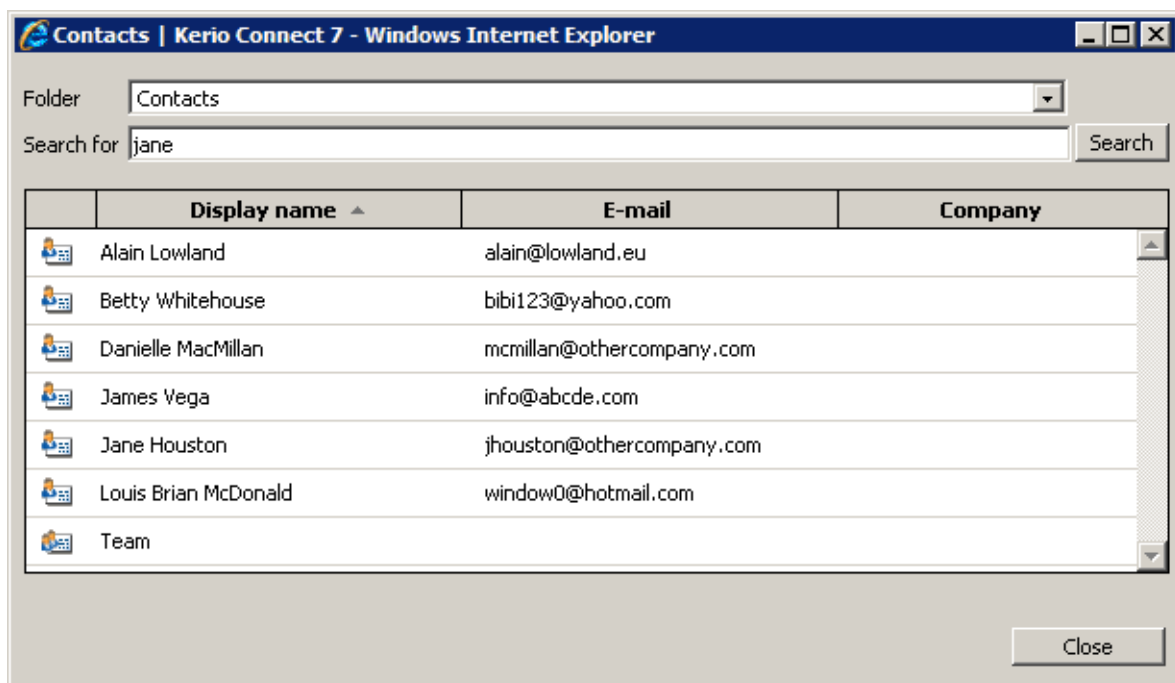 Contacts | Kerio Connect 7 - Windows Internet Explorer
Folder Contacts
Search for jane Search
Display name E-mail Company
Alain Lowland alain@lowland.eu
Betty Whitehouse bibi123@yahoo.com
Danielle MacMillan mcmillan@othercompany.com
James Vega info@abcde.com
Jane Houston jhouston@othercompany.com
Louis Brian McDonald window0@hotmail.com
Team
Close